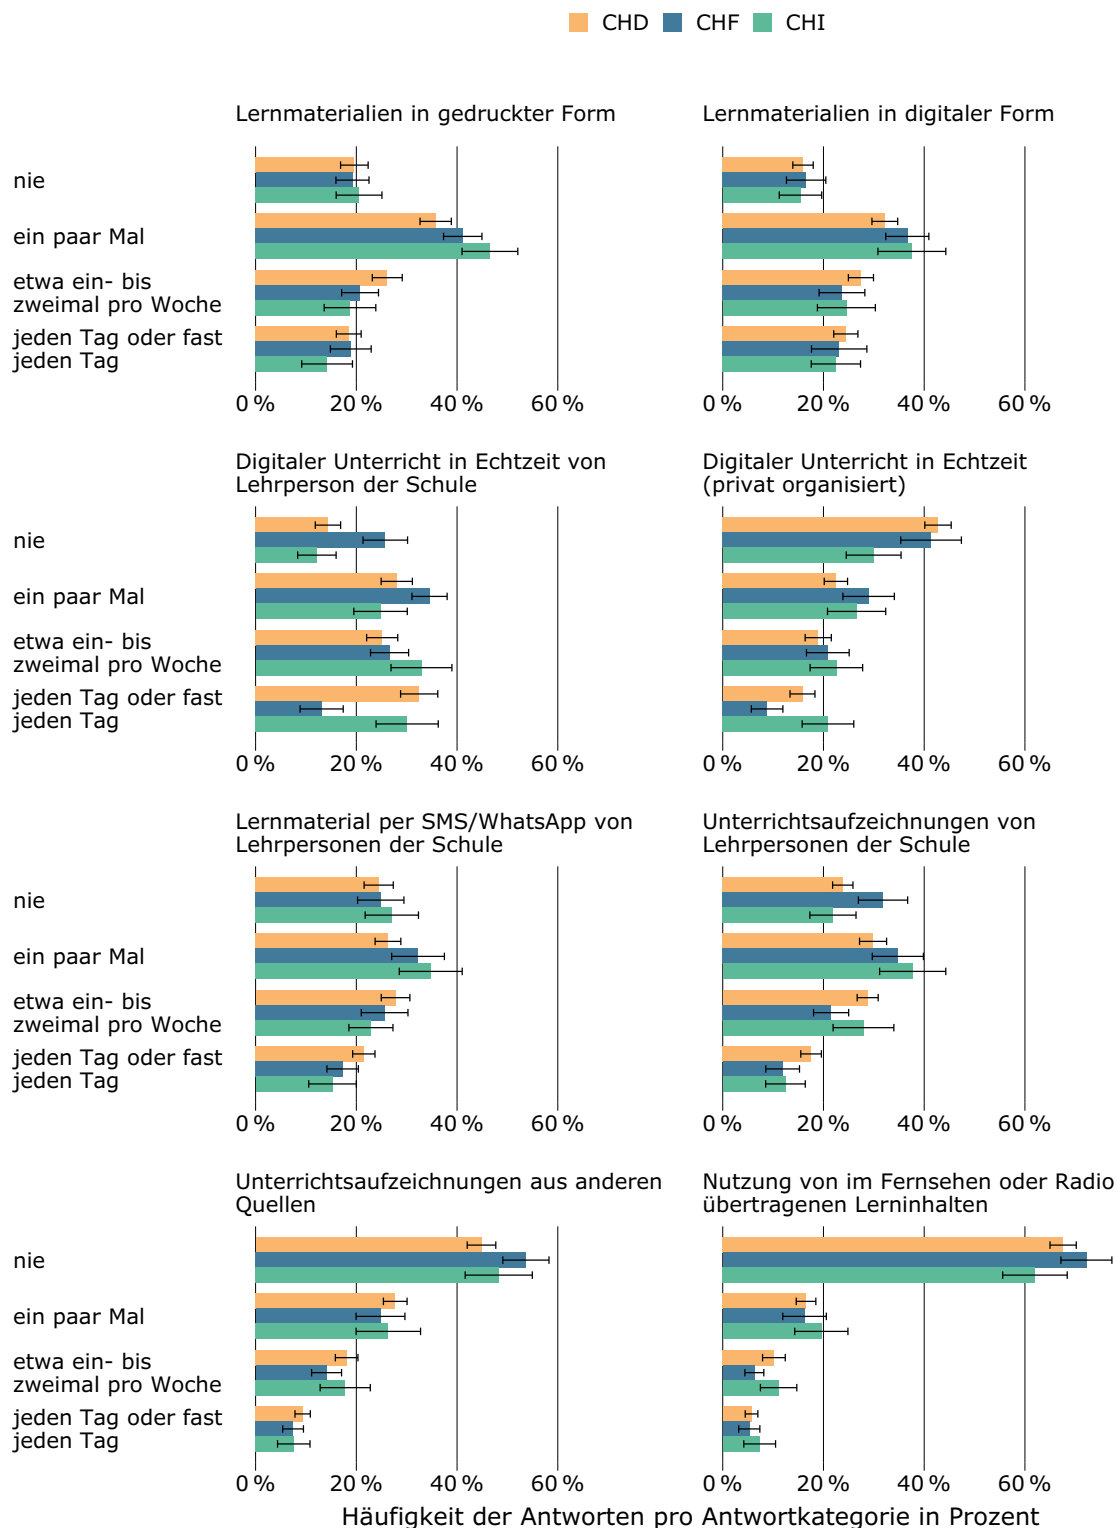 CHD CHF CHI
Lernmaterialien in gedruckter Form
Lernmaterialien in digitaler Form
nie
ein paar Mal
etwa ein- bis
zweimal pro Woche
jeden Tag oder fast
jeden Tag
0 % 20 % 40 % 60 %
0 % 20 % 40 % 60 %
Digitaler Unterricht in Echtzeit von
Lehrperson der Schule
Digitaler Unterricht in Echtzeit
(privat organisiert)
nie
ein paar Mal
etwa ein- bis
zweimal pro Woche
jeden Tag oder fast
jeden Tag
0 % 20 % 40 % 60 %
0 % 20 % 40 % 60 %
Lernmaterial per SMS/WhatsApp von
Lehrpersonen der Schule
Unterrichtsaufzeichnungen von
Lehrpersonen der Schule
nie
ein paar Mal
etwa ein- bis
zweimal pro Woche
jeden Tag oder fast
jeden Tag
0 % 20 % 40 % 60 %
0 % 20 % 40 % 60 %
Unterrichtsaufzeichnungen aus anderen
Quellen
Nutzung von im Fernsehen oder Radio
übertragenen Lerninhalten
nie
ein paar Mal
etwa ein- bis
zweimal pro Woche
jeden Tag oder fast
jeden Tag
0 % 20 % 40 % 60 %
0 % 20 % 40 % 60 %
Häufigkeit der Antworten pro Antwortkategorie in Prozent